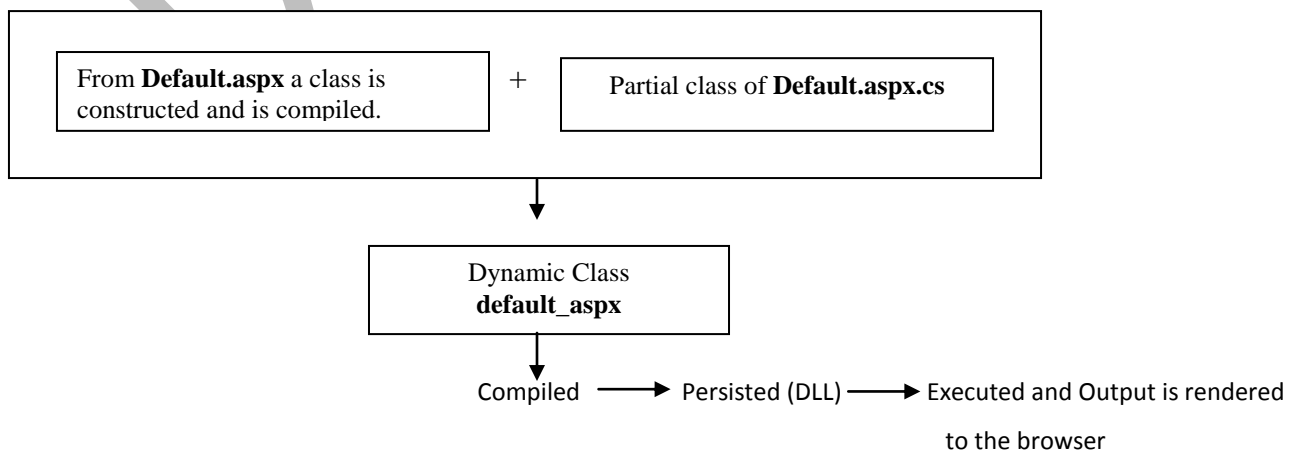 From Default.aspx a class is
constructed and is compiled.
+
Partial class of Default.aspx.cs
Dynamic Class
default_aspx
Compiled
Persisted (DLL)
Executed and Output is rendered
to the browser